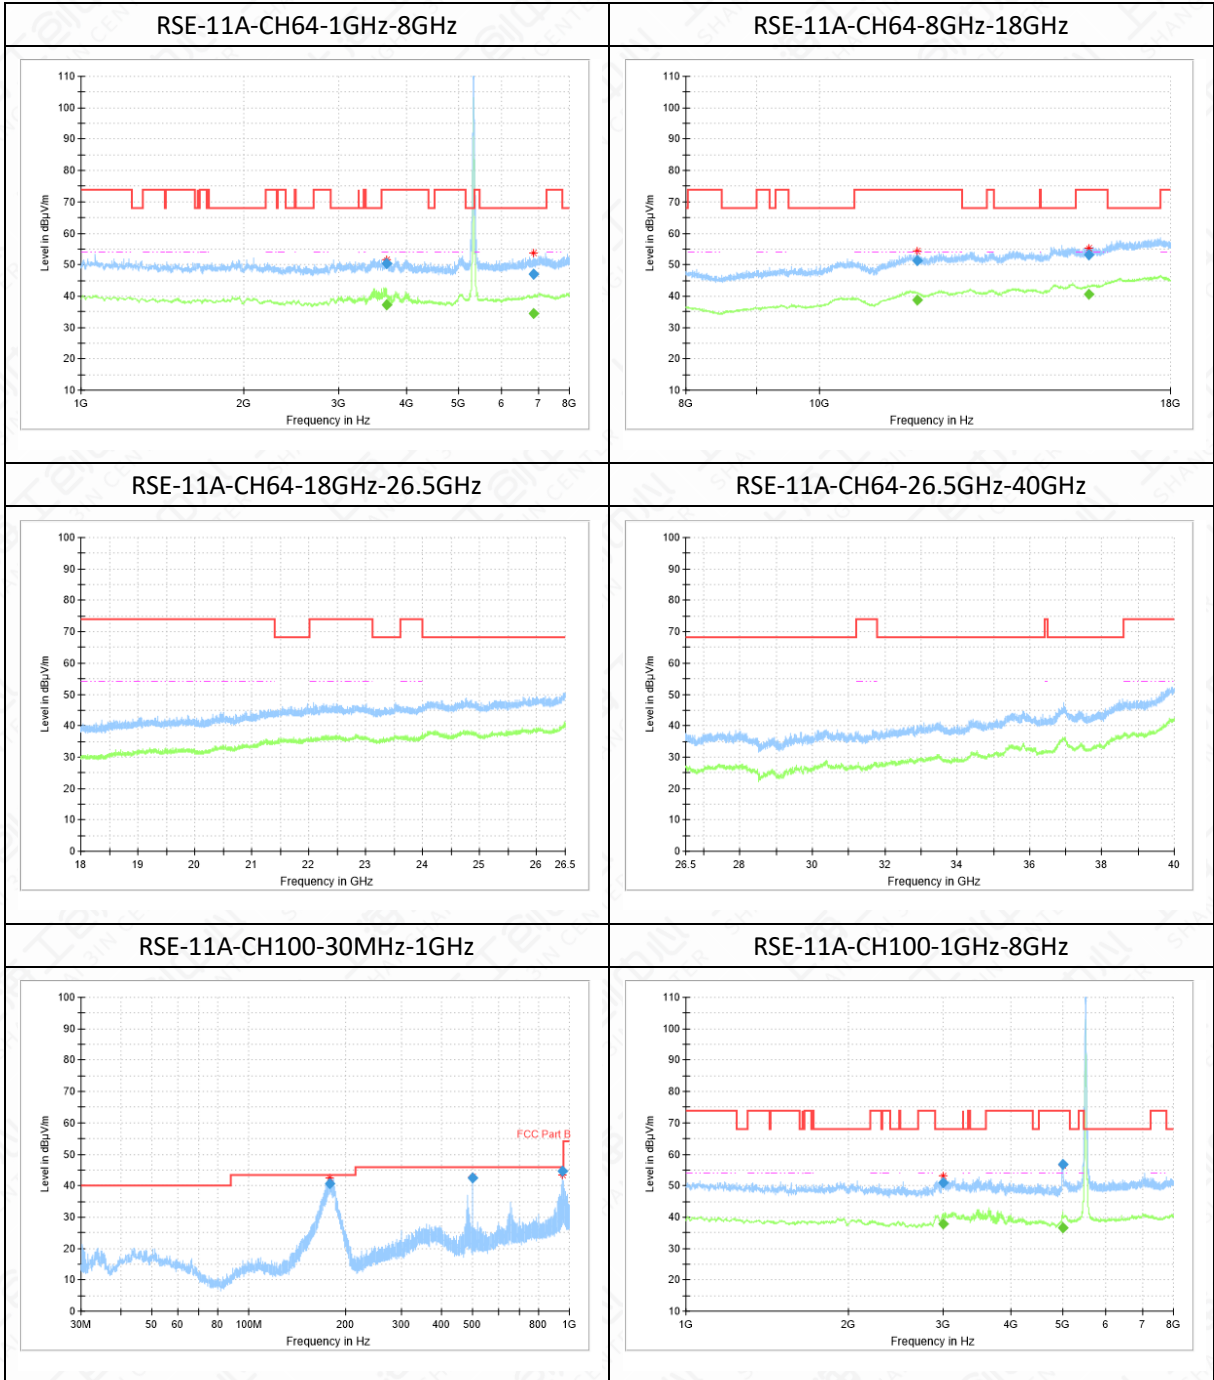 RSE-11A-CH64-1GHz-8GHz
RSE-11A-CH64-8GHz-18GHz
110
100
90
80
70
60
50
40
30
20
10
Level in dBµV/m
1G 2G 3G 4G 5G 6 7 8G
Frequency in Hz
110
100
90
80
70
60
50
40
30
20
10
Level in dBµV/m
8G 10G 18G
Frequency in Hz
RSE-11A-CH64-18GHz-26.5GHz
RSE-11A-CH64-26.5GHz-40GHz
100
90
80
70
60
50
40
30
20
10
0
Level in dBµV/m
18 19 20 21 22 23 24 25 26 26.5
Frequency in GHz
100
90
80
70
60
50
40
30
20
10
0
Level in dBµV/m
26.5 28 30 32 34 36 38 40
Frequency in GHz
RSE-11A-CH100-30MHz-1GHz
RSE-11A-CH100-1GHz-8GHz
100
90
80
70
60
50
40
30
20
10
0
Level in dBµV/m
FCC Part B
30M 50 60 80 100M 200 300 400 500 800 1G
Frequency in Hz
110
100
90
80
70
60
50
40
30
20
10
Level in dBµV/m
1G 2G 3G 4G 5G 6 7 8G
Frequency in Hz